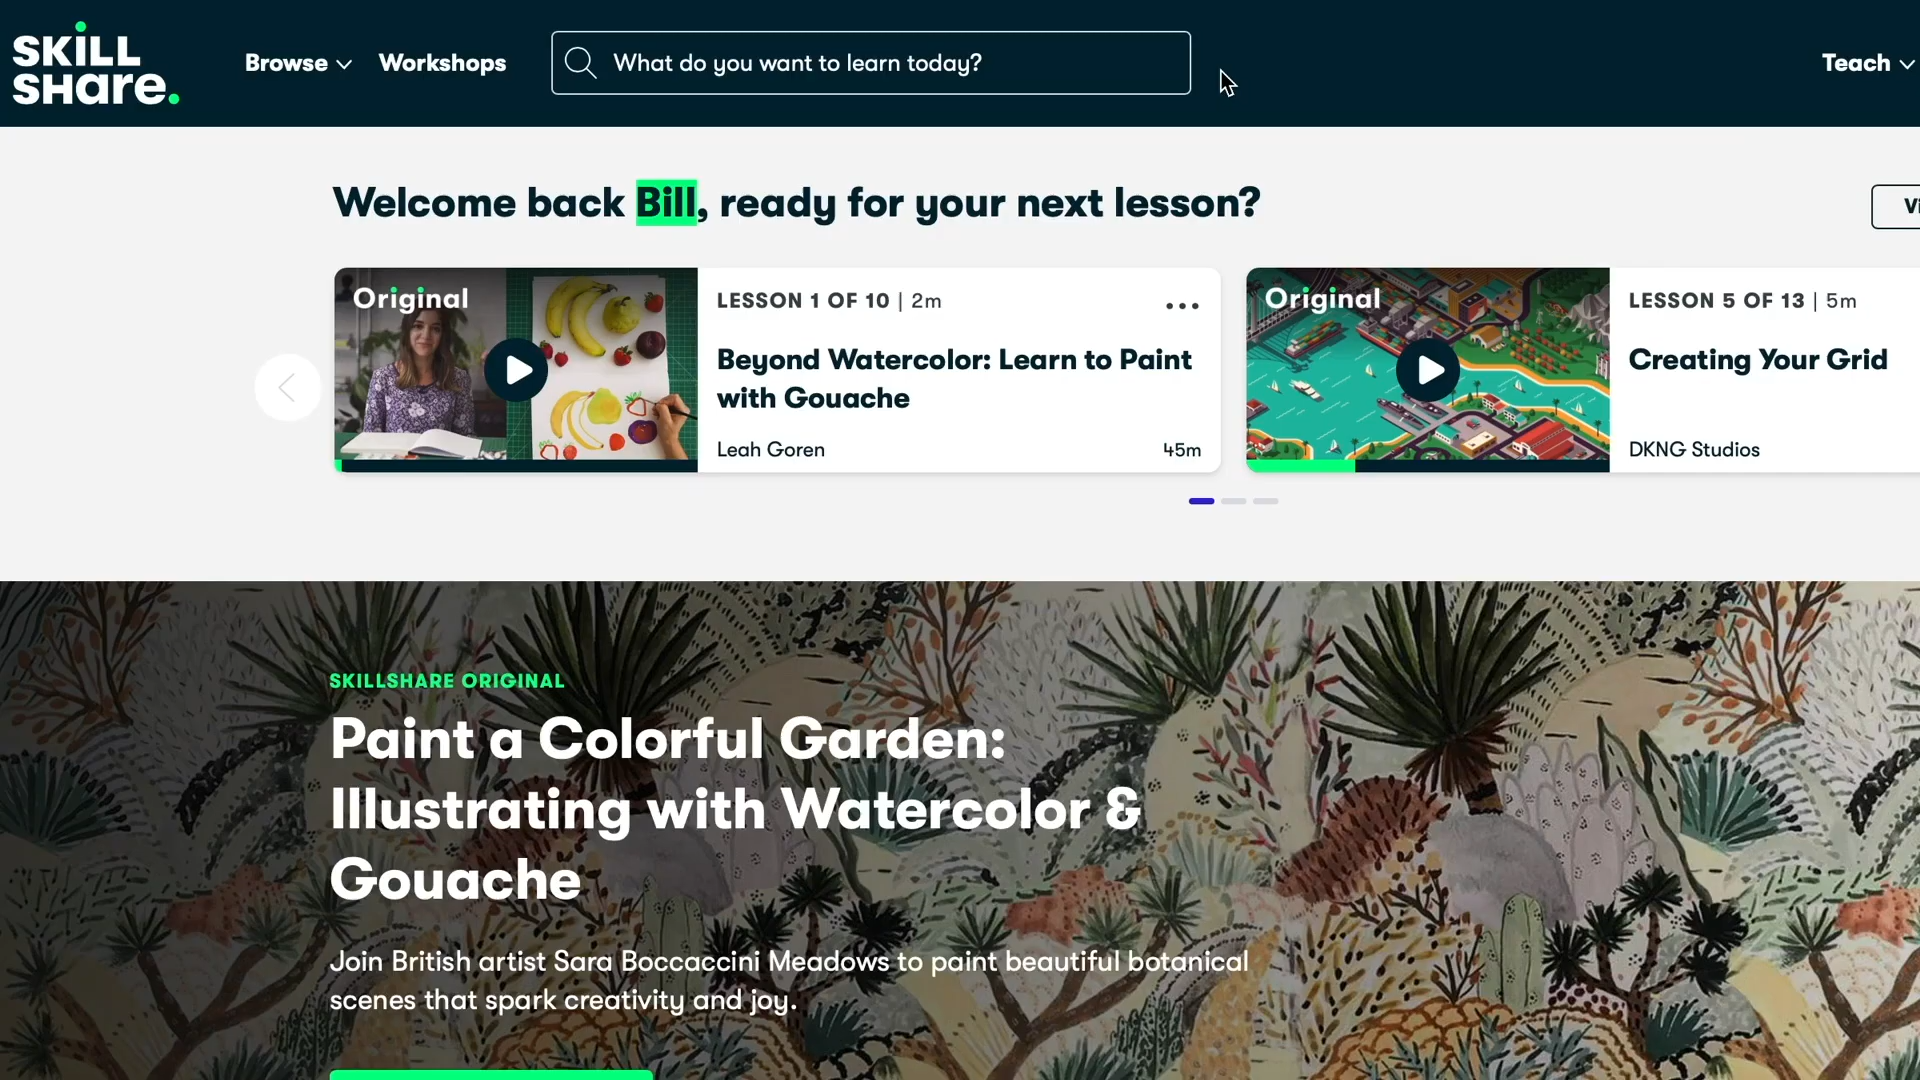 SKILL
SHare.
Browse
Workshops
What do you want to learn today?
Teach
Welcome back Bill, ready for your next lesson?
Vi
Original
LESSON 1 OF 10 | 2m
Beyond Watercolor: Learn to Paint
with Gouache
Leah Goren
45m
Original
LESSON 5 OF 13 | 5m
Creating Your Grid
DKNG Studios
SKILLSHARE ORIGINAL
Paint a Colorful Garden:
Illustrating with Watercolor &
Gouache
Join British artist Sara Boccaccini Meadows to paint beautiful botanical
scenes that spark creativity and joy.